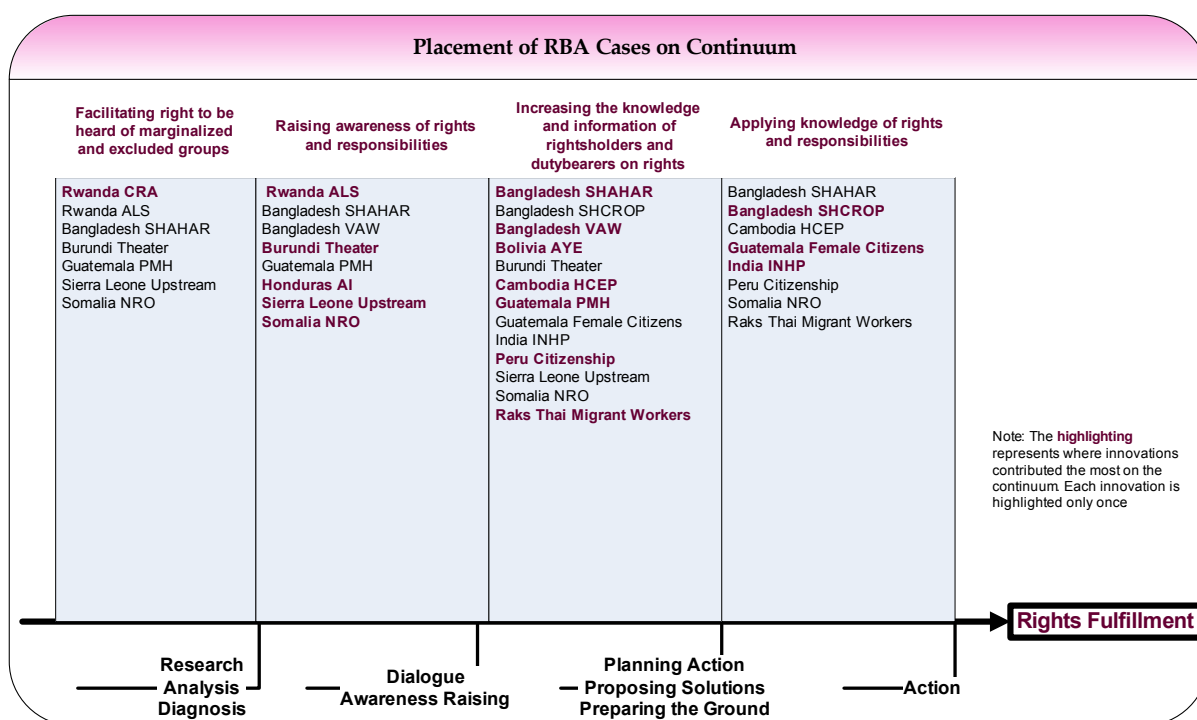 Placement of RBA Cases on Continuum
Facilitating right to be
heard of marginalized
and excluded groups
Raising awareness of rights
and responsibilities
Increasing the knowledge
and information of
rightsholders and
dutybearers on rights
Applying knowledge of rights
and responsibilities
Rwanda CRA
Rwanda ALS
Bangladesh SHAHAR
Burundi Theater
Guatemala PMH
Sierra Leone Upstream
Somalia NRO
Rwanda ALS
Bangladesh SHAHAR
Bangladesh VAW
Burundi Theater
Guatemala PMH
Honduras AI
Sierra Leone Upstream
Somalia NRO
Bangladesh SHAHAR
Bangladesh SHCROP
Bangladesh VAW
Bolivia AYE
Burundi Theater
Cambodia HCEP
Guatemala PMH
Guatemala Female Citizens
India INHP
Peru Citizenship
Sierra Leone Upstream
Somalia NRO
Raks Thai Migrant Workers
Bangladesh SHAHAR
Bangladesh SHCROP
Cambodia HCEP
Guatemala Female Citizens
India INHP
Peru Citizenship
Somalia NRO
Raks Thai Migrant Workers
Note: The highlighting
represents where innovations
contributed the most on the
continuum. Each innovation is
highlighted only once
Rights Fulfillment
Research
Analysis
Diagnosis
Dialogue
Awareness Raising
Planning Action
Proposing Solutions
Preparing the Ground
Action